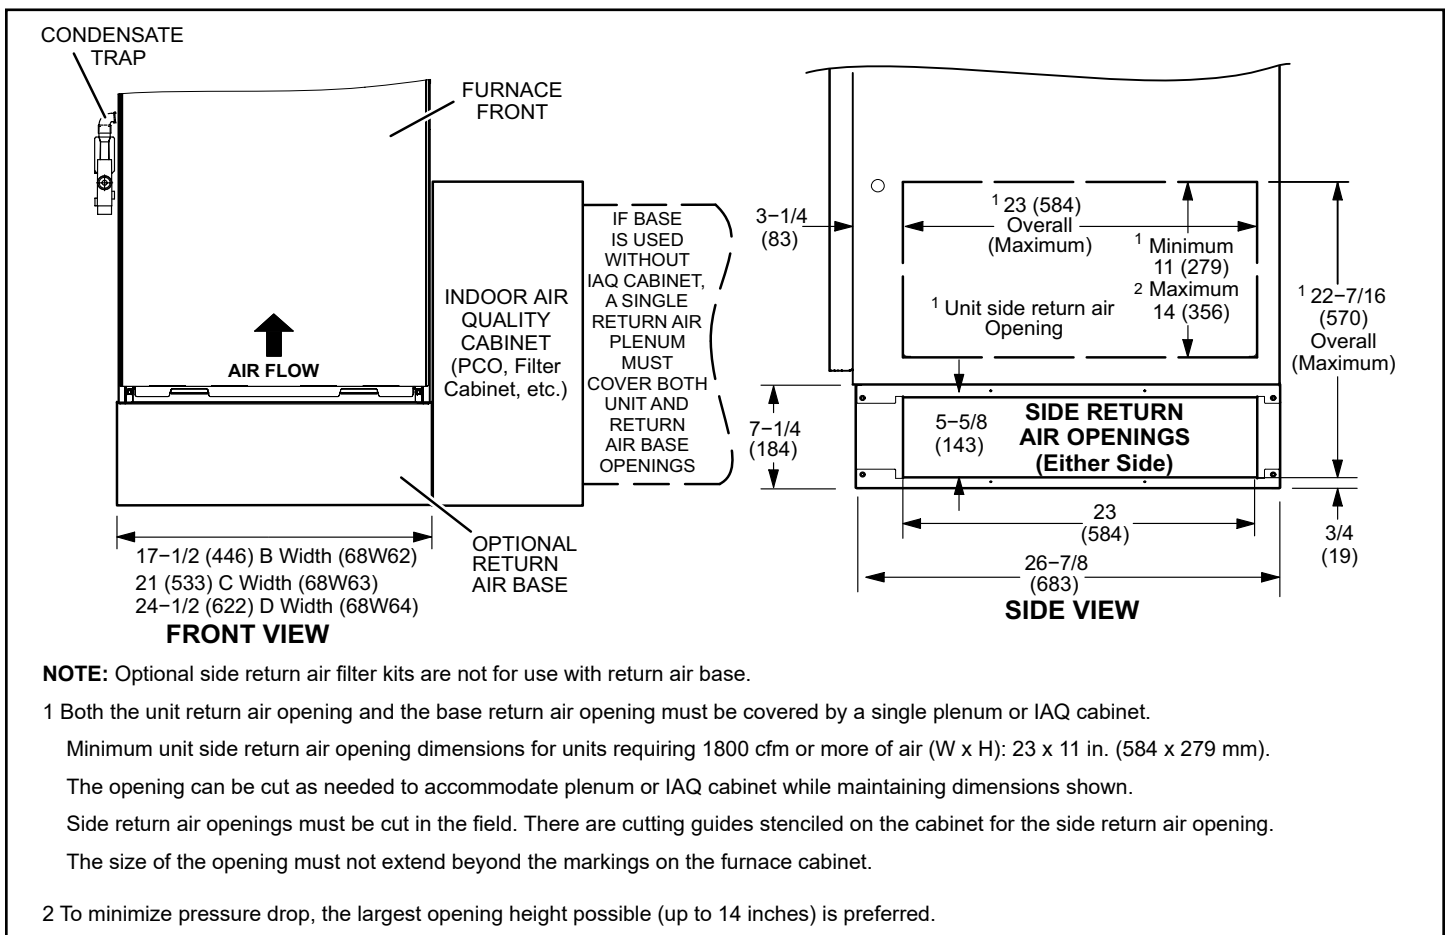 CONDENSATE
TRAP
FURNACE
FRONT
AIR FLOW
INDOOR AIR
QUALITY
CABINET
(PCO, Filter
Cabinet, etc.)
IF BASE
IS USED
WITHOUT
IAQ CABINET,
A SINGLE
RETURN AIR
PLENUM
MUST
COVER BOTH
UNIT AND
RETURN
AIR BASE
OPENINGS
OPTIONAL
RETURN
AIR BASE
17−1/2 (446) B Width (68W62)
21 (533) C Width (68W63)
24−1/2 (622) D Width (68W64)
FRONT VIEW
3−1/4
(83)
1 23 (584)
Overall
(Maximum)
1 Minimum
11 (279)
2 Maximum
14 (356)
1 Unit side return air
Opening
1 22−7/16
(570)
Overall
(Maximum)
7−1/4
(184)
5−5/8
(143)
SIDE RETURN
AIR OPENINGS
(Either Side)
23
(584)
3/4
(19)
26−7/8
(683)
SIDE VIEW
NOTE: Optional side return air filter kits are not for use with return air base.
1 Both the unit return air opening and the base return air opening must be covered by a single plenum or IAQ cabinet.
Minimum unit side return air opening dimensions for units requiring 1800 cfm or more of air (W x H): 23 x 11 in. (584 x 279 mm).
The opening can be cut as needed to accommodate plenum or IAQ cabinet while maintaining dimensions shown.
Side return air openings must be cut in the field. There are cutting guides stenciled on the cabinet for the side return air opening.
The size of the opening must not extend beyond the markings on the furnace cabinet.
2 To minimize pressure drop, the largest opening height possible (up to 14 inches) is preferred.